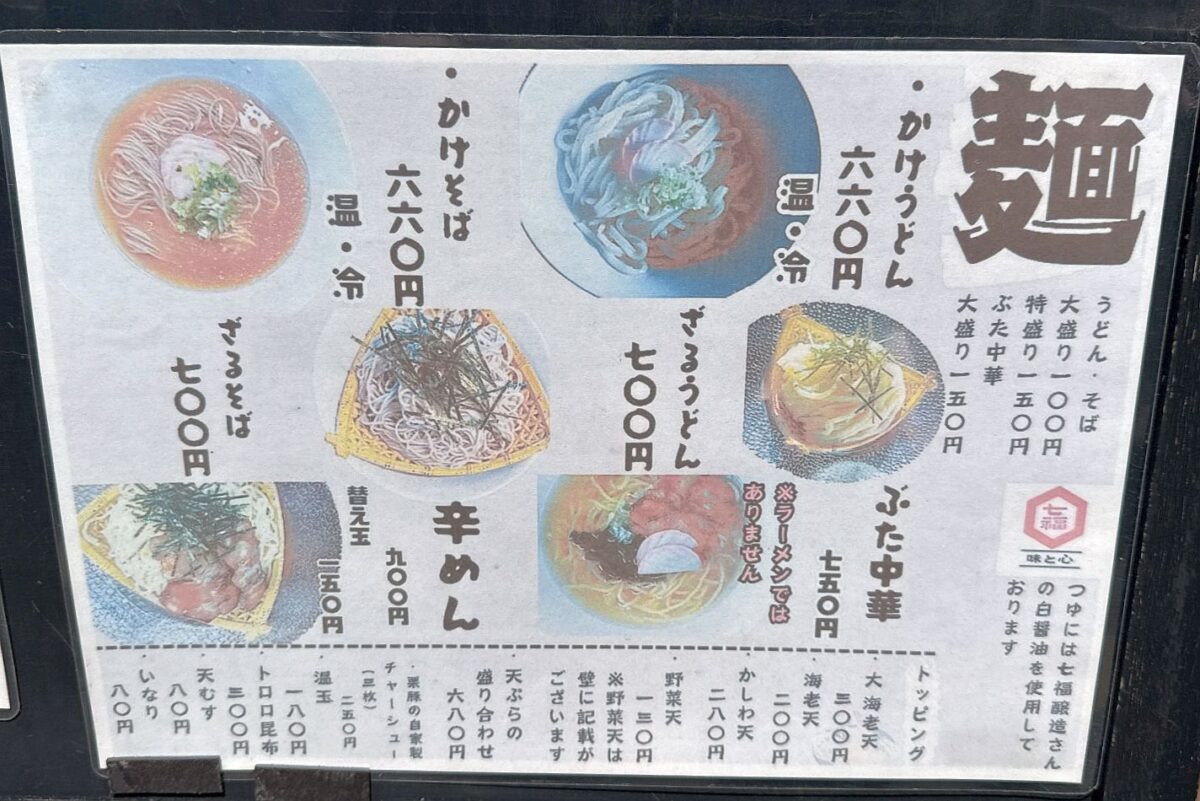 麺
うどん・そば
大盛り一〇〇円
特盛り一五〇円
ぶた中華
大盛り一五〇円
・かけうどん
六六〇円
温・冷
・かけそば
六六〇円
温・冷
ざるうどん
七〇〇円
ざるそば
七〇〇円
七福
味と心
つゆには七福醸造さん
の白醤油を使用して
おります
ぶた中華
七五〇円
※ラーメンでは
ありません
辛めん
九〇〇円
替え玉
二五〇円
トッピング
・大海老天
三〇〇円
・海老天
二〇〇円
・かしわ天
二八〇円
・野菜天
一三〇円
※野菜天は
壁に記載が
ございます
・天ぷらの
盛り合わせ
六八〇円
・栗豚の自家製
チャーシュー
(三枚)
二五〇円
・温玉
一八〇円
トロロ昆布
三〇〇円
・天むす
一八〇円
・いなり
八〇円